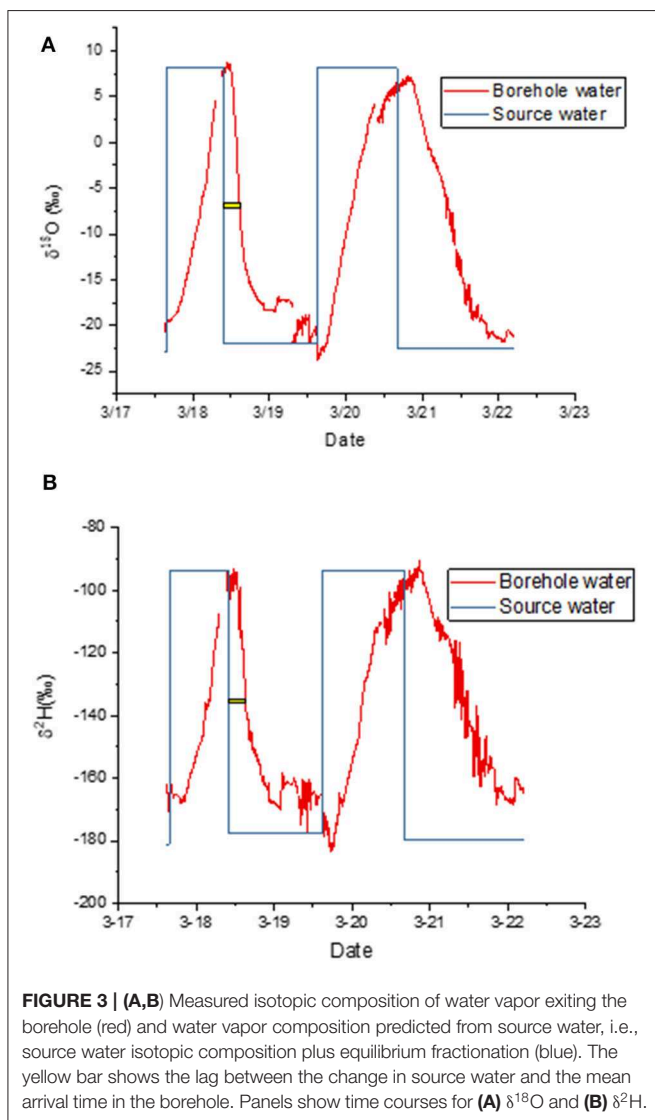 A
Borehole water
Source water
10
5
0
-5
-10
-15
-20
-25
δ¹⁸O (‰)
3/17 3/18 3/19 3/20 3/21 3/22 3/23
Date
B
Borehole water
Source water
-80
-100
-120
-140
-160
-180
-200
δ²H(‰)
3-17 3-18 3-19 3-20 3-21 3-22 3-23
Date
FIGURE 3 | (A,B) Measured isotopic composition of water vapor exiting the
borehole (red) and water vapor composition predicted from source water, i.e.,
source water isotopic composition plus equilibrium fractionation (blue). The
yellow bar shows the lag between the change in source water and the mean
arrival time in the borehole. Panels show time courses for (A) δ¹⁸O and (B) δ²H.